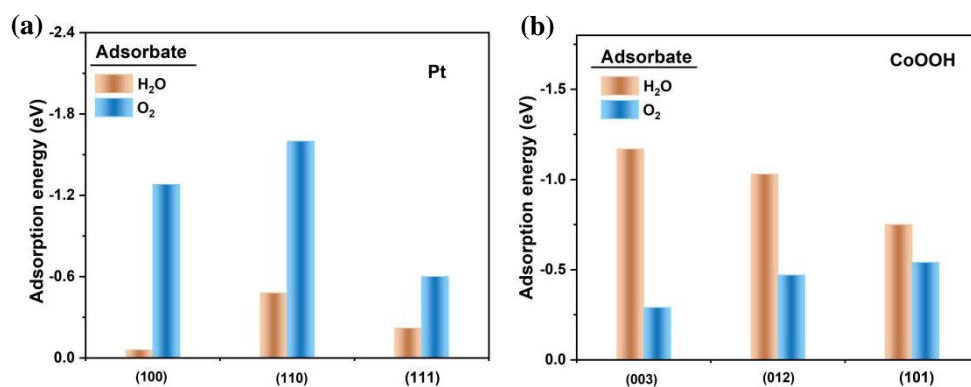 (a)
Adsorption energy (eV)
-2.4
-1.8
-1.2
-0.6
0.0
Adsorbate
H₂O
O₂
Pt
(100)
(110)
(111)
(b)
Adsorption energy (eV)
-1.5
-1.0
-0.5
0.0
Adsorbate
H₂O
O₂
CoOOH
(003)
(012)
(101)